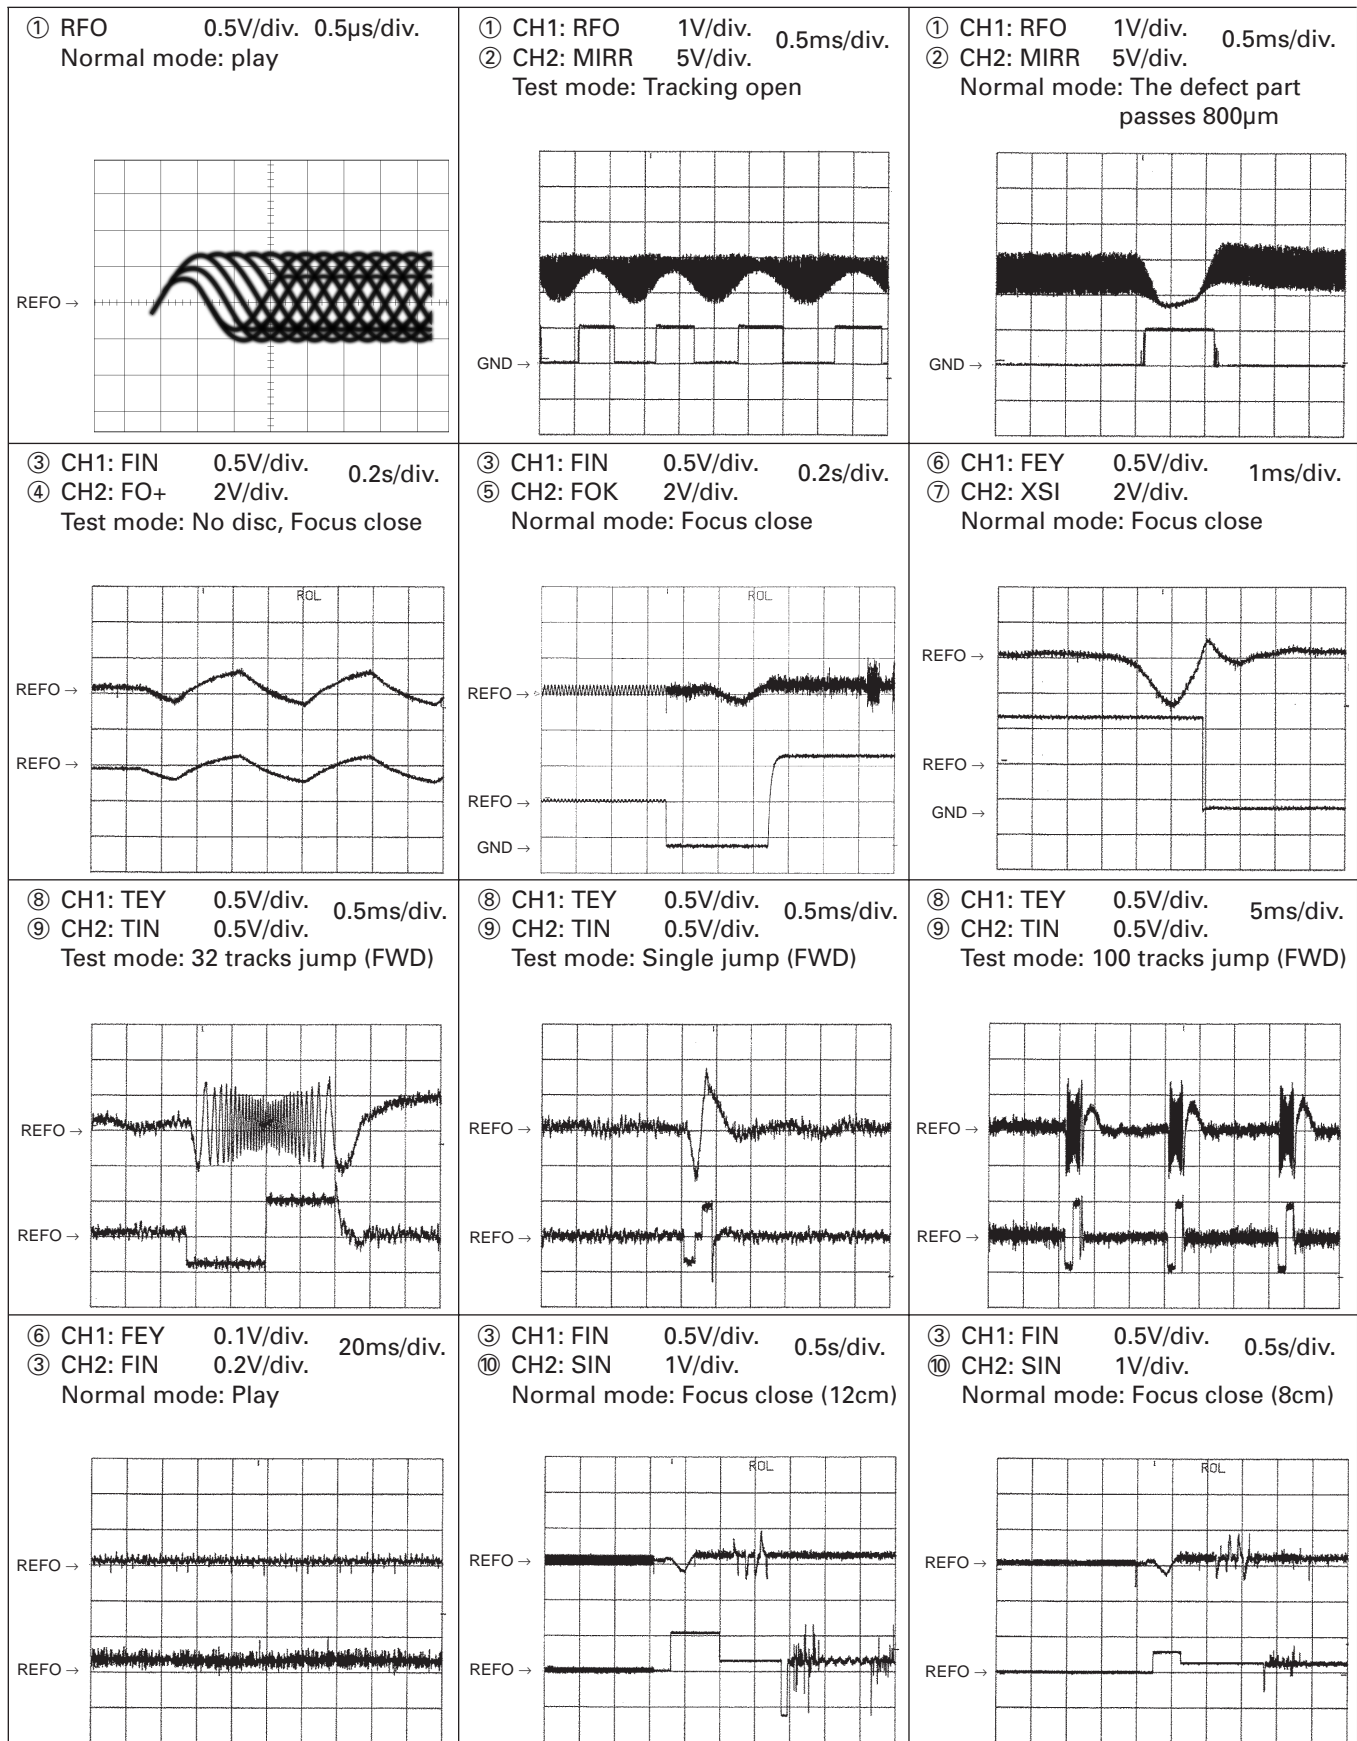 ① RFO 0.5V/div. 0.5µs/div.
Normal mode: play
REFO →
① CH1: RFO 1V/div. 0.5ms/div.
② CH2: MIRR 5V/div.
Test mode: Tracking open
GND →
① CH1: RFO 1V/div. 0.5ms/div.
② CH2: MIRR 5V/div.
Normal mode: The defect part
passes 800µm
GND →
③ CH1: FIN 0.5V/div. 0.2s/div.
④ CH2: FO+ 2V/div.
Test mode: No disc, Focus close
ROL
REFO →
REFO →
③ CH1: FIN 0.5V/div. 0.2s/div.
⑤ CH2: FOK 2V/div.
Normal mode: Focus close
ROL
REFO →
REFO →
GND →
⑥ CH1: FEY 0.5V/div. 1ms/div.
⑦ CH2: XSI 2V/div.
Normal mode: Focus close
REFO →
REFO →
GND →
⑧ CH1: TEY 0.5V/div. 0.5ms/div.
⑨ CH2: TIN 0.5V/div.
Test mode: 32 tracks jump (FWD)
REFO →
REFO →
⑧ CH1: TEY 0.5V/div. 0.5ms/div.
⑨ CH2: TIN 0.5V/div.
Test mode: Single jump (FWD)
REFO →
REFO →
⑧ CH1: TEY 0.5V/div. 5ms/div.
⑨ CH2: TIN 0.5V/div.
Test mode: 100 tracks jump (FWD)
REFO →
REFO →
⑥ CH1: FEY 0.1V/div. 20ms/div.
③ CH2: FIN 0.2V/div.
Normal mode: Play
REFO →
REFO →
③ CH1: FIN 0.5V/div. 0.5s/div.
⑩ CH2: SIN 1V/div.
Normal mode: Focus close (12cm)
ROL
REFO →
REFO →
③ CH1: FIN 0.5V/div. 0.5s/div.
⑩ CH2: SIN 1V/div.
Normal mode: Focus close (8cm)
ROL
REFO →
REFO →